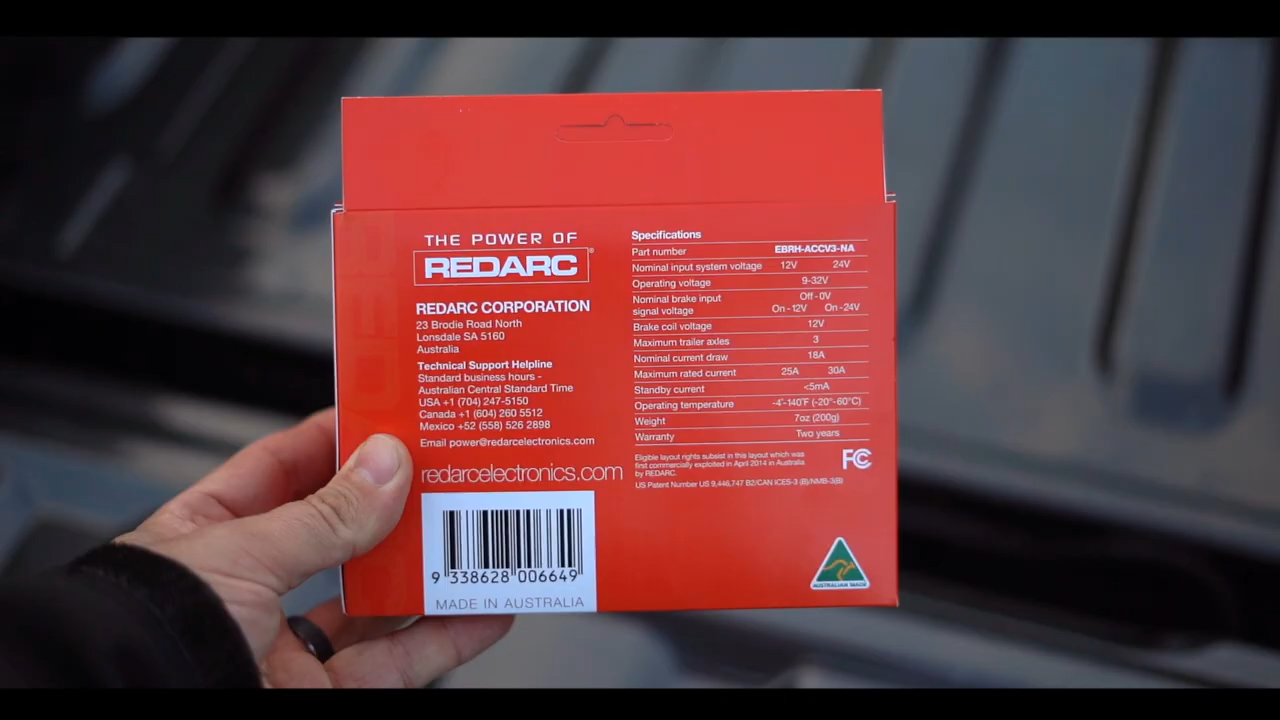 THE POWER OF
REDARC®
REDARC CORPORATION
23 Brodie Road North
Lonsdale SA 5160
Australia
Technical Support Helpline
Standard business hours -
Australian Central Standard Time
USA +1 (704) 247-5150
Canada +1 (604) 260 5512
Mexico +52 (558) 526 2898
Email power@redarcelectronics.com
redarcelectronics.com
9 338628 006649
MADE IN AUSTRALIA
Specifications
Part number EBRH-ACCV3-NA
Nominal input system voltage 12V 24V
Operating voltage 9-32V
Nominal brake input Off - 0V
signal voltage On - 12V On - 24V
Brake coil voltage 12V
Maximum trailer axles 3
Nominal current draw 18A
Maximum rated current 25A 30A
Standby current <5mA
Operating temperature -4°-140°F (-20°-60°C)
Weight 7oz (200g)
Warranty Two years
Eligible layout rights subsist in this layout which was
first commercially exploited in April 2014 in Australia
by REDARC.
US Patent Number US 9,446,747 B2/CAN ICES-3 (B)/NMB-3(B)
FC
AUSTRALIAN MADE